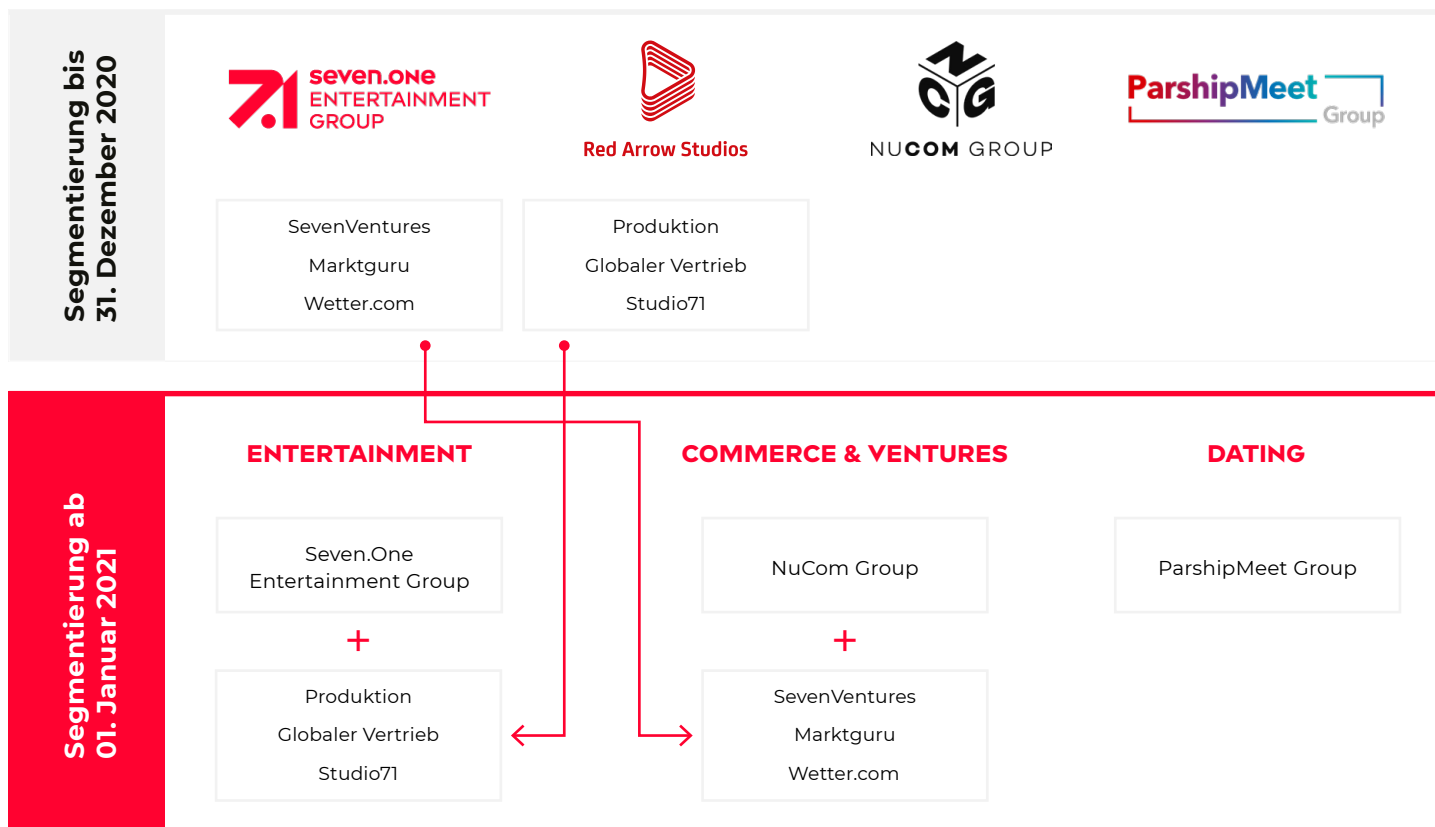 Segmentierung bis
31. Dezember 2020
seven.one
ENTERTAINMENT
GROUP
Red Arrow Studios
NCG
NUCOM GROUP
ParshipMeet
Group
SevenVentures
Marktguru
Wetter.com
Produktion
Globaler Vertrieb
Studio71
Segmentierung ab
01. Januar 2021
ENTERTAINMENT
COMMERCE & VENTURES
DATING
Seven.One
Entertainment Group
NuCom Group
ParshipMeet Group
+
+
Produktion
Globaler Vertrieb
Studio71
SevenVentures
Marktguru
Wetter.com